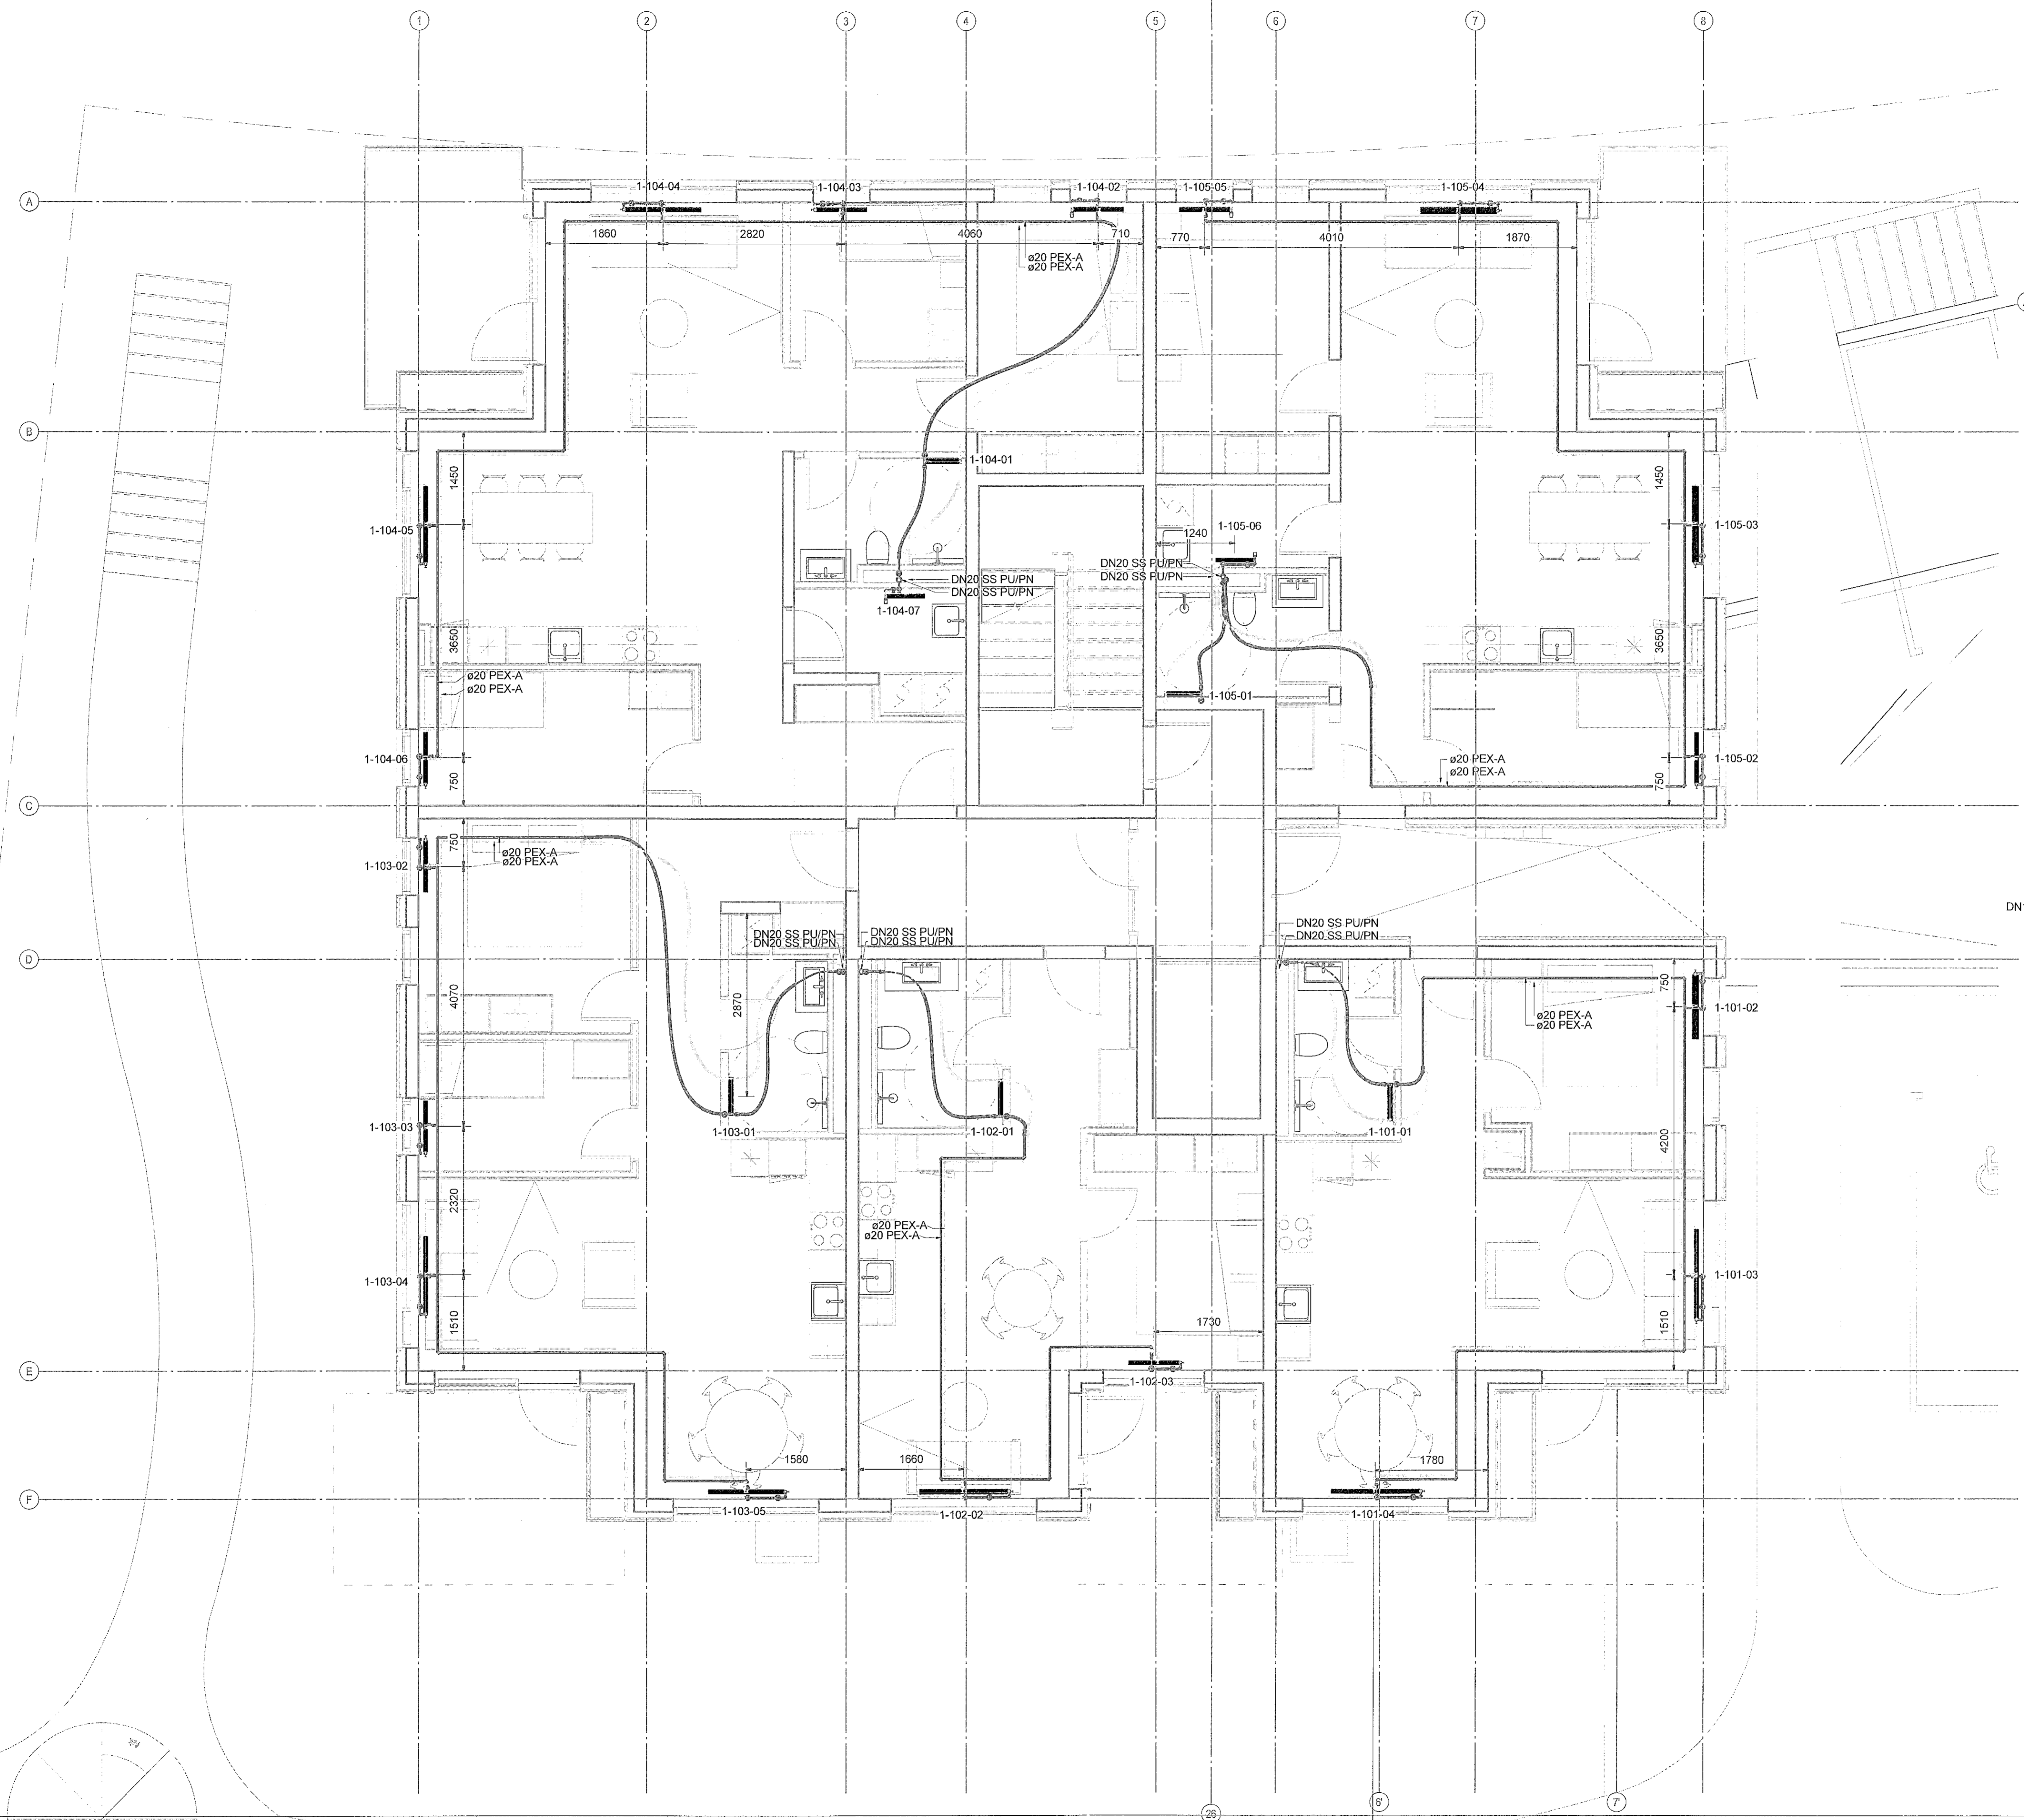 1 2 3 4 5 6 7 8
A
1-104-04 1-104-03 1-104-02 1-105-05 1-105-04
1860 2820 4060 710 770 4010 1870
ø20 PEX-A
ø20 PEX-A
B
1450
1-104-01
1450
1-104-05
1-105-06
1-105-03
1240
DN20 SS PU/PN
DN20 SS PU/PN
DN20 SS PU/PN
DN20 SS PU/PN
1-104-07
3650
3650
ø20 PEX-A
ø20 PEX-A
1-105-01
1-104-06
750
ø20 PEX-A
ø20 PEX-A
1-105-02
750
C
750
ø20 PEX-A
ø20 PEX-A
1-103-02
DN1
DN20 SS PU/PN
DN20 SS PU/PN
DN20 SS PU/PN
DN20 SS PU/PN
DN20 SS PU/PN
DN20 SS PU/PN
D
4070
2870
750
1-101-02
ø20 PEX-A
ø20 PEX-A
1-103-03
1-103-01
1-102-01
1-101-01
4200
2320
ø20 PEX-A
ø20 PEX-A
1-103-04
1-101-03
1510
1730
1510
E
1-102-03
1580
1660
1780
F
1-103-05
1-102-02
1-101-04
26 6' 7'